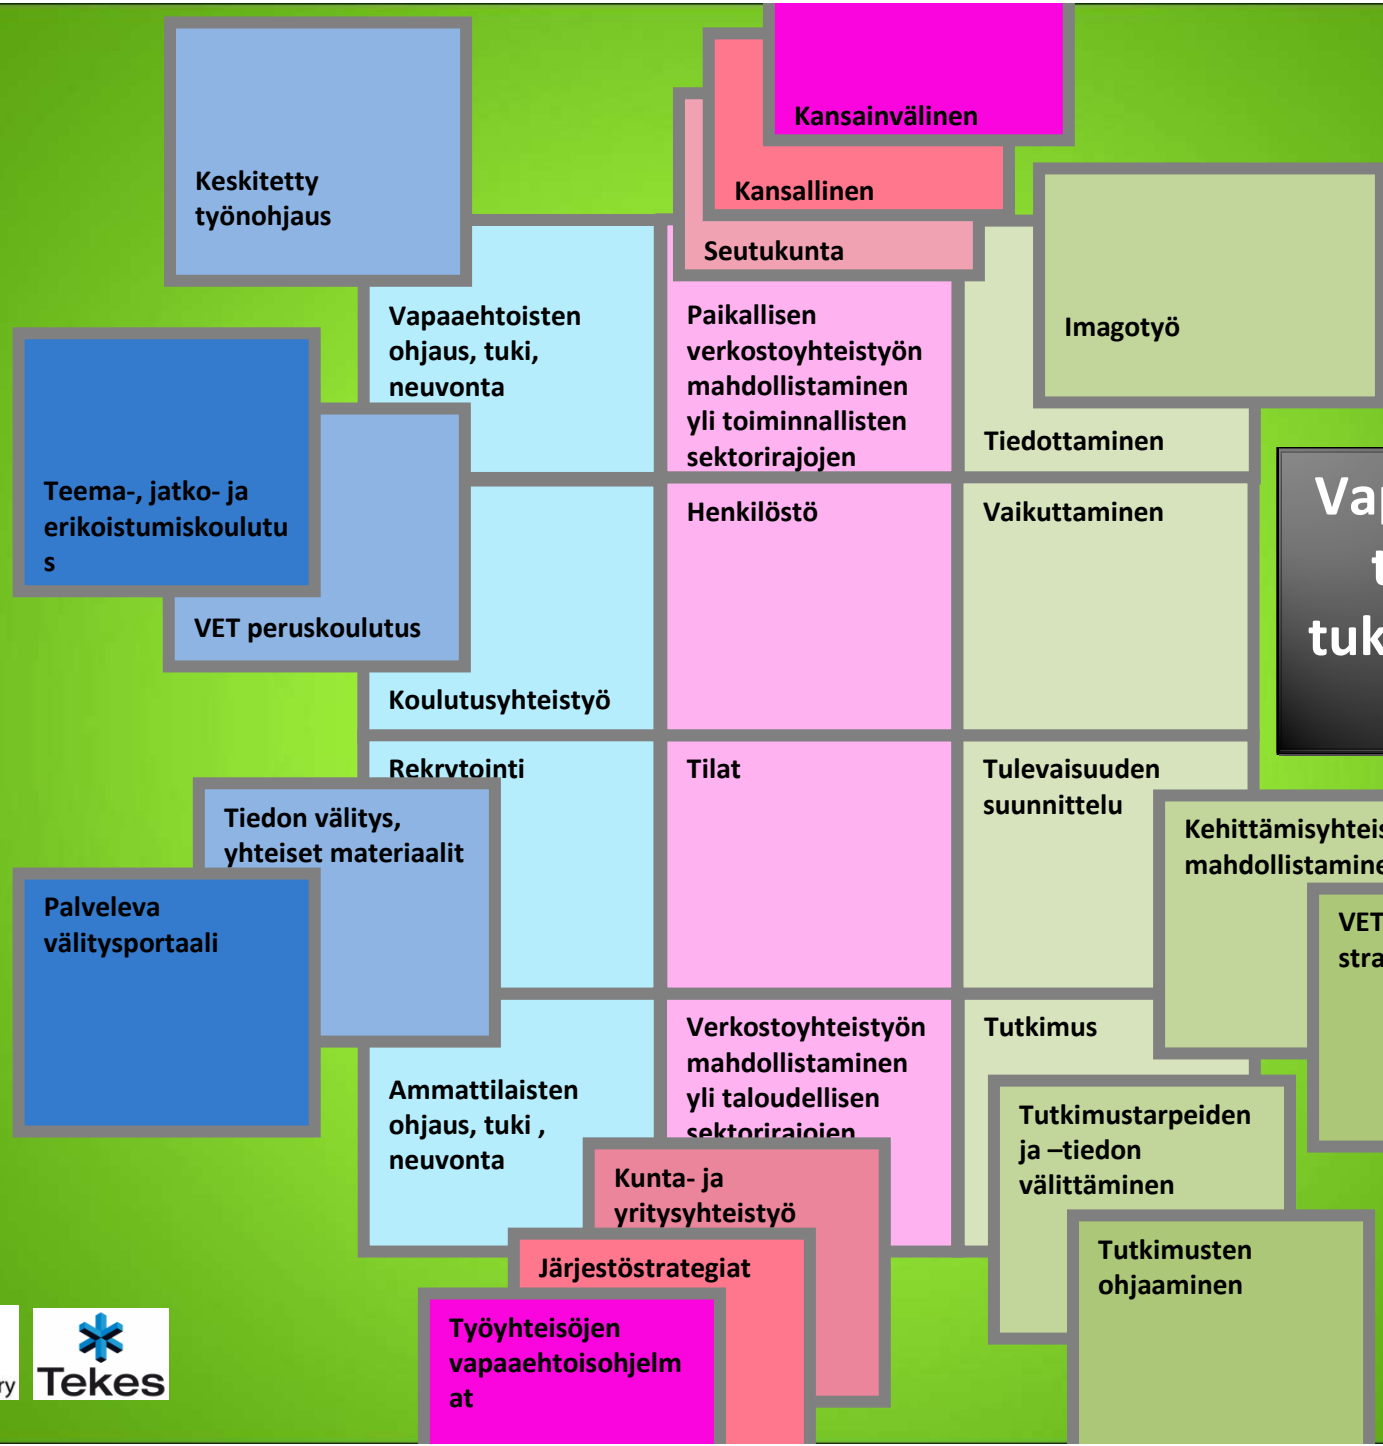 Kansainvälinen
Kansallinen
Seutukunta
Keskitetty
työnohjaus
Vapaaehtoisten
ohjaus, tuki,
neuvonta
Paikallisen
verkostoyhteistyön
mahdollistaminen
yli toiminnallisten
sektorirajojen
Imagotyö
Tiedottaminen
Teema-, jatko- ja
erikoistumiskoulutu
s
VET peruskoulutus
Koulutusyhteistyö
Henkilöstö
Vaikuttaminen
Rekrytointi
Tiedon välitys,
yhteiset materiaalit
Palveleva
välitysportaali
Tilat
Tulevaisuuden
suunnittelu
VET
Ammattilaisten
ohjaus, tuki ,
neuvonta
Verkostoyhteistyön
mahdollistaminen
yli taloudellisen
sektorirajojen
Kunta- ja
yritysyhteistyö
Järjestöstrategiat
Työyhteisöjen
vapaaehtoisohjelm
at
Tutkimus
Tutkimustarpeiden
ja –tiedon
välittäminen
Tutkimusten
ohjaaminen
ry
Tekes